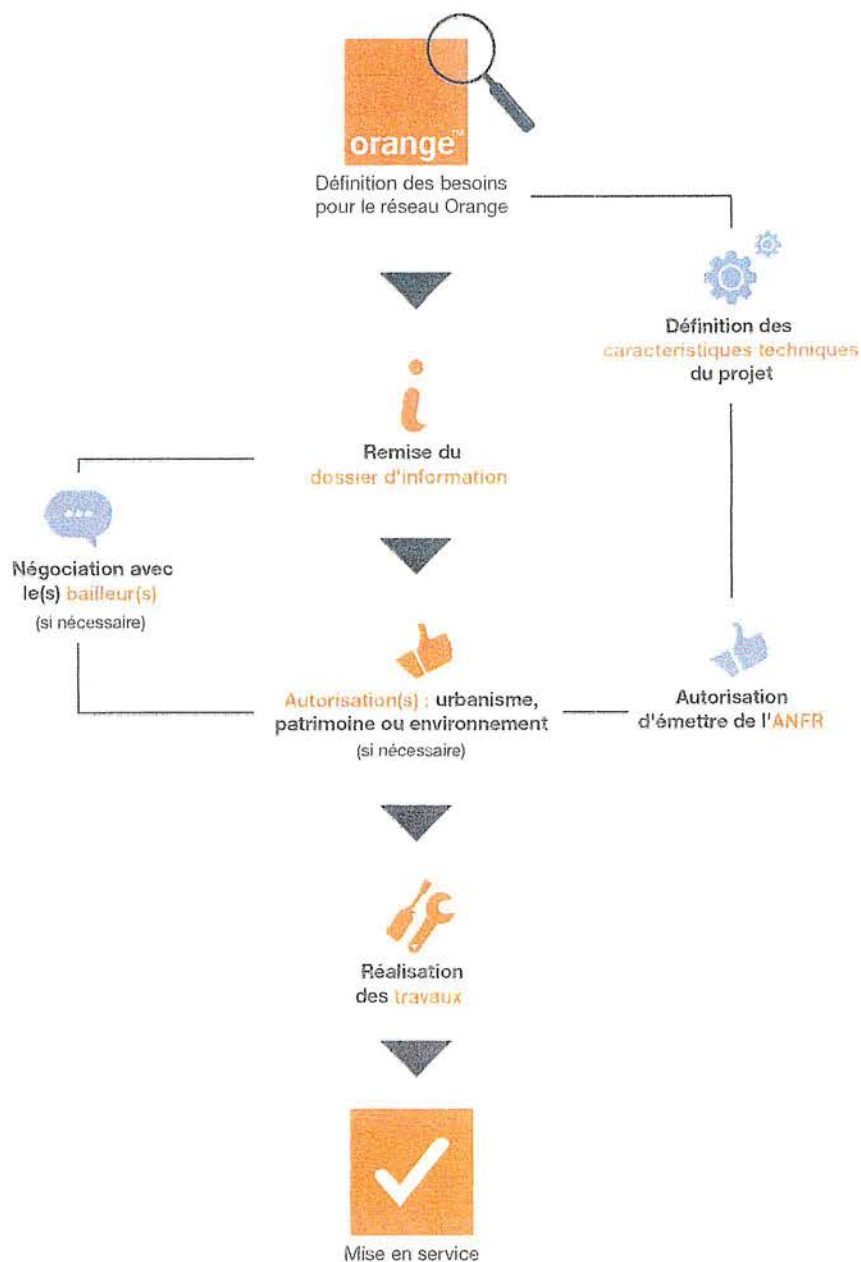 orange™
Définition des besoins
pour le réseau Orange
Définition des
caractéristiques techniques
du projet
Remise du
dossier d'information
Négociation avec
le(s) bailleur(s)
(si nécessaire)
Autorisation(s) : urbanisme,
patrimoine ou environnement
(si nécessaire)
Autorisation
d'émettre de l'ANFR
Réalisation
des travaux
Mise en service